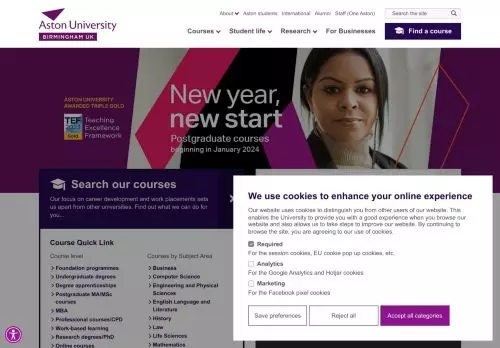 Aston University
BIRMINGHAM UK
About
Aston students
International
Alumni
Staff (One Aston)
Search the site
Courses
Student life
Research
For Businesses
Find a course
ASTON UNIVERSITY
AWARDED TRIPLE GOLD
TEF
GOLD
Teaching
Excellence
Framework
New year,
new start
Postgraduate courses
beginning in January 2024
Search our courses
Our focus on career development and work placements sets
us apart from other universities. Find out what we can do for
you...
Course Quick Link
Course level
Foundation programmes
Undergraduate degrees
Degree apprenticeships
Postgraduate MA/MSc
courses
MBA
Professional courses/CPD
Work-based learning
Research degrees/PhD
Online courses
Courses by Subject Area
Business
Computer Science
Engineering and Physical
Sciences
English Language and
Literature
History
Law
Life Sciences
Mathematics
We use cookies to enhance your online experience
Our website uses cookies to distinguish you from other users of our website. This
enables the University to provide you with a good experience when you browse our
website and also allows us to take steps to improve our website. By continuing to
browse the site, you are agreeing to our use of cookies.
Required
For the session cookies, EU cookie pop up cookies, etc.
Analytics
For the Google Analytics and Hotjar cookies
Marketing
For the Facebook pixel cookies
Save preferences
Reject all
Accept all categories